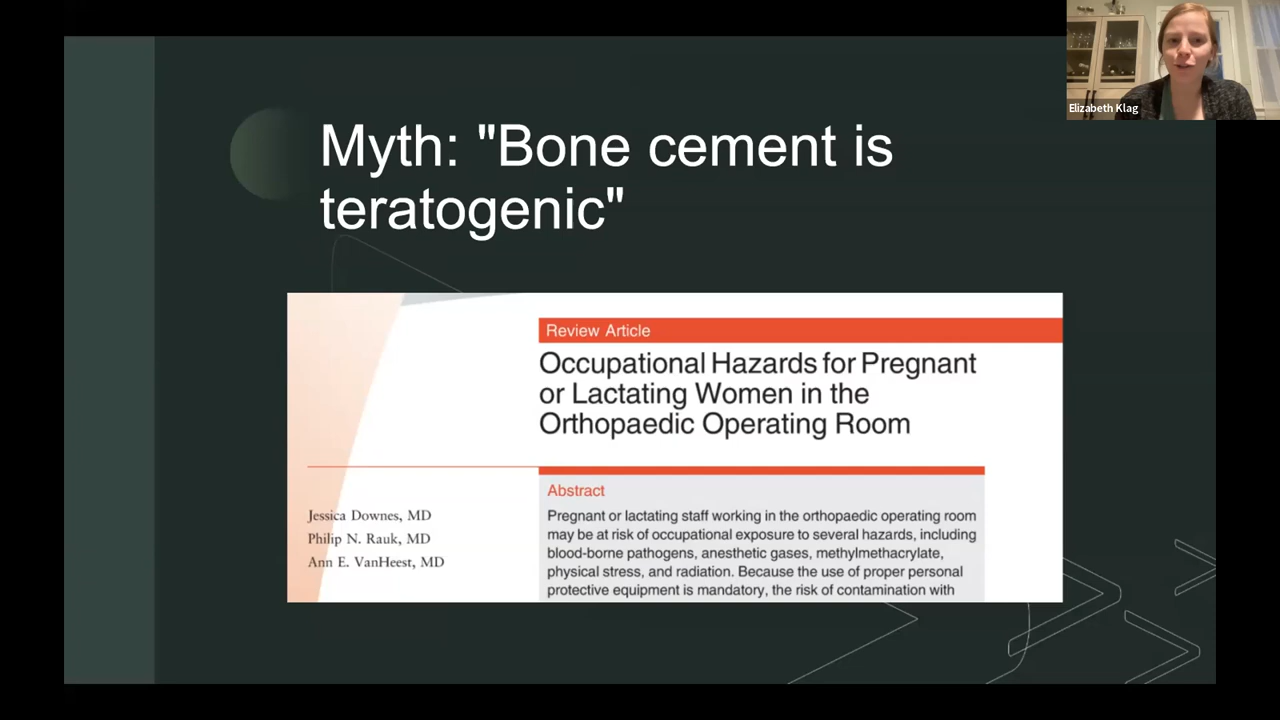 Elizabeth Klag
Myth: "Bone cement is
teratogenic"
Review Article
Occupational Hazards for Pregnant
or Lactating Women in the
Orthopaedic Operating Room
Jessica Downes, MD
Philip N. Rauk, MD
Ann E. VanHeest, MD
Abstract
Pregnant or lactating staff working in the orthopaedic operating room
may be at risk of occupational exposure to several hazards, including
blood-borne pathogens, anesthetic gases, methylmethacrylate,
physical stress, and radiation. Because the use of proper personal
protective equipment is mandatory, the risk of contamination with